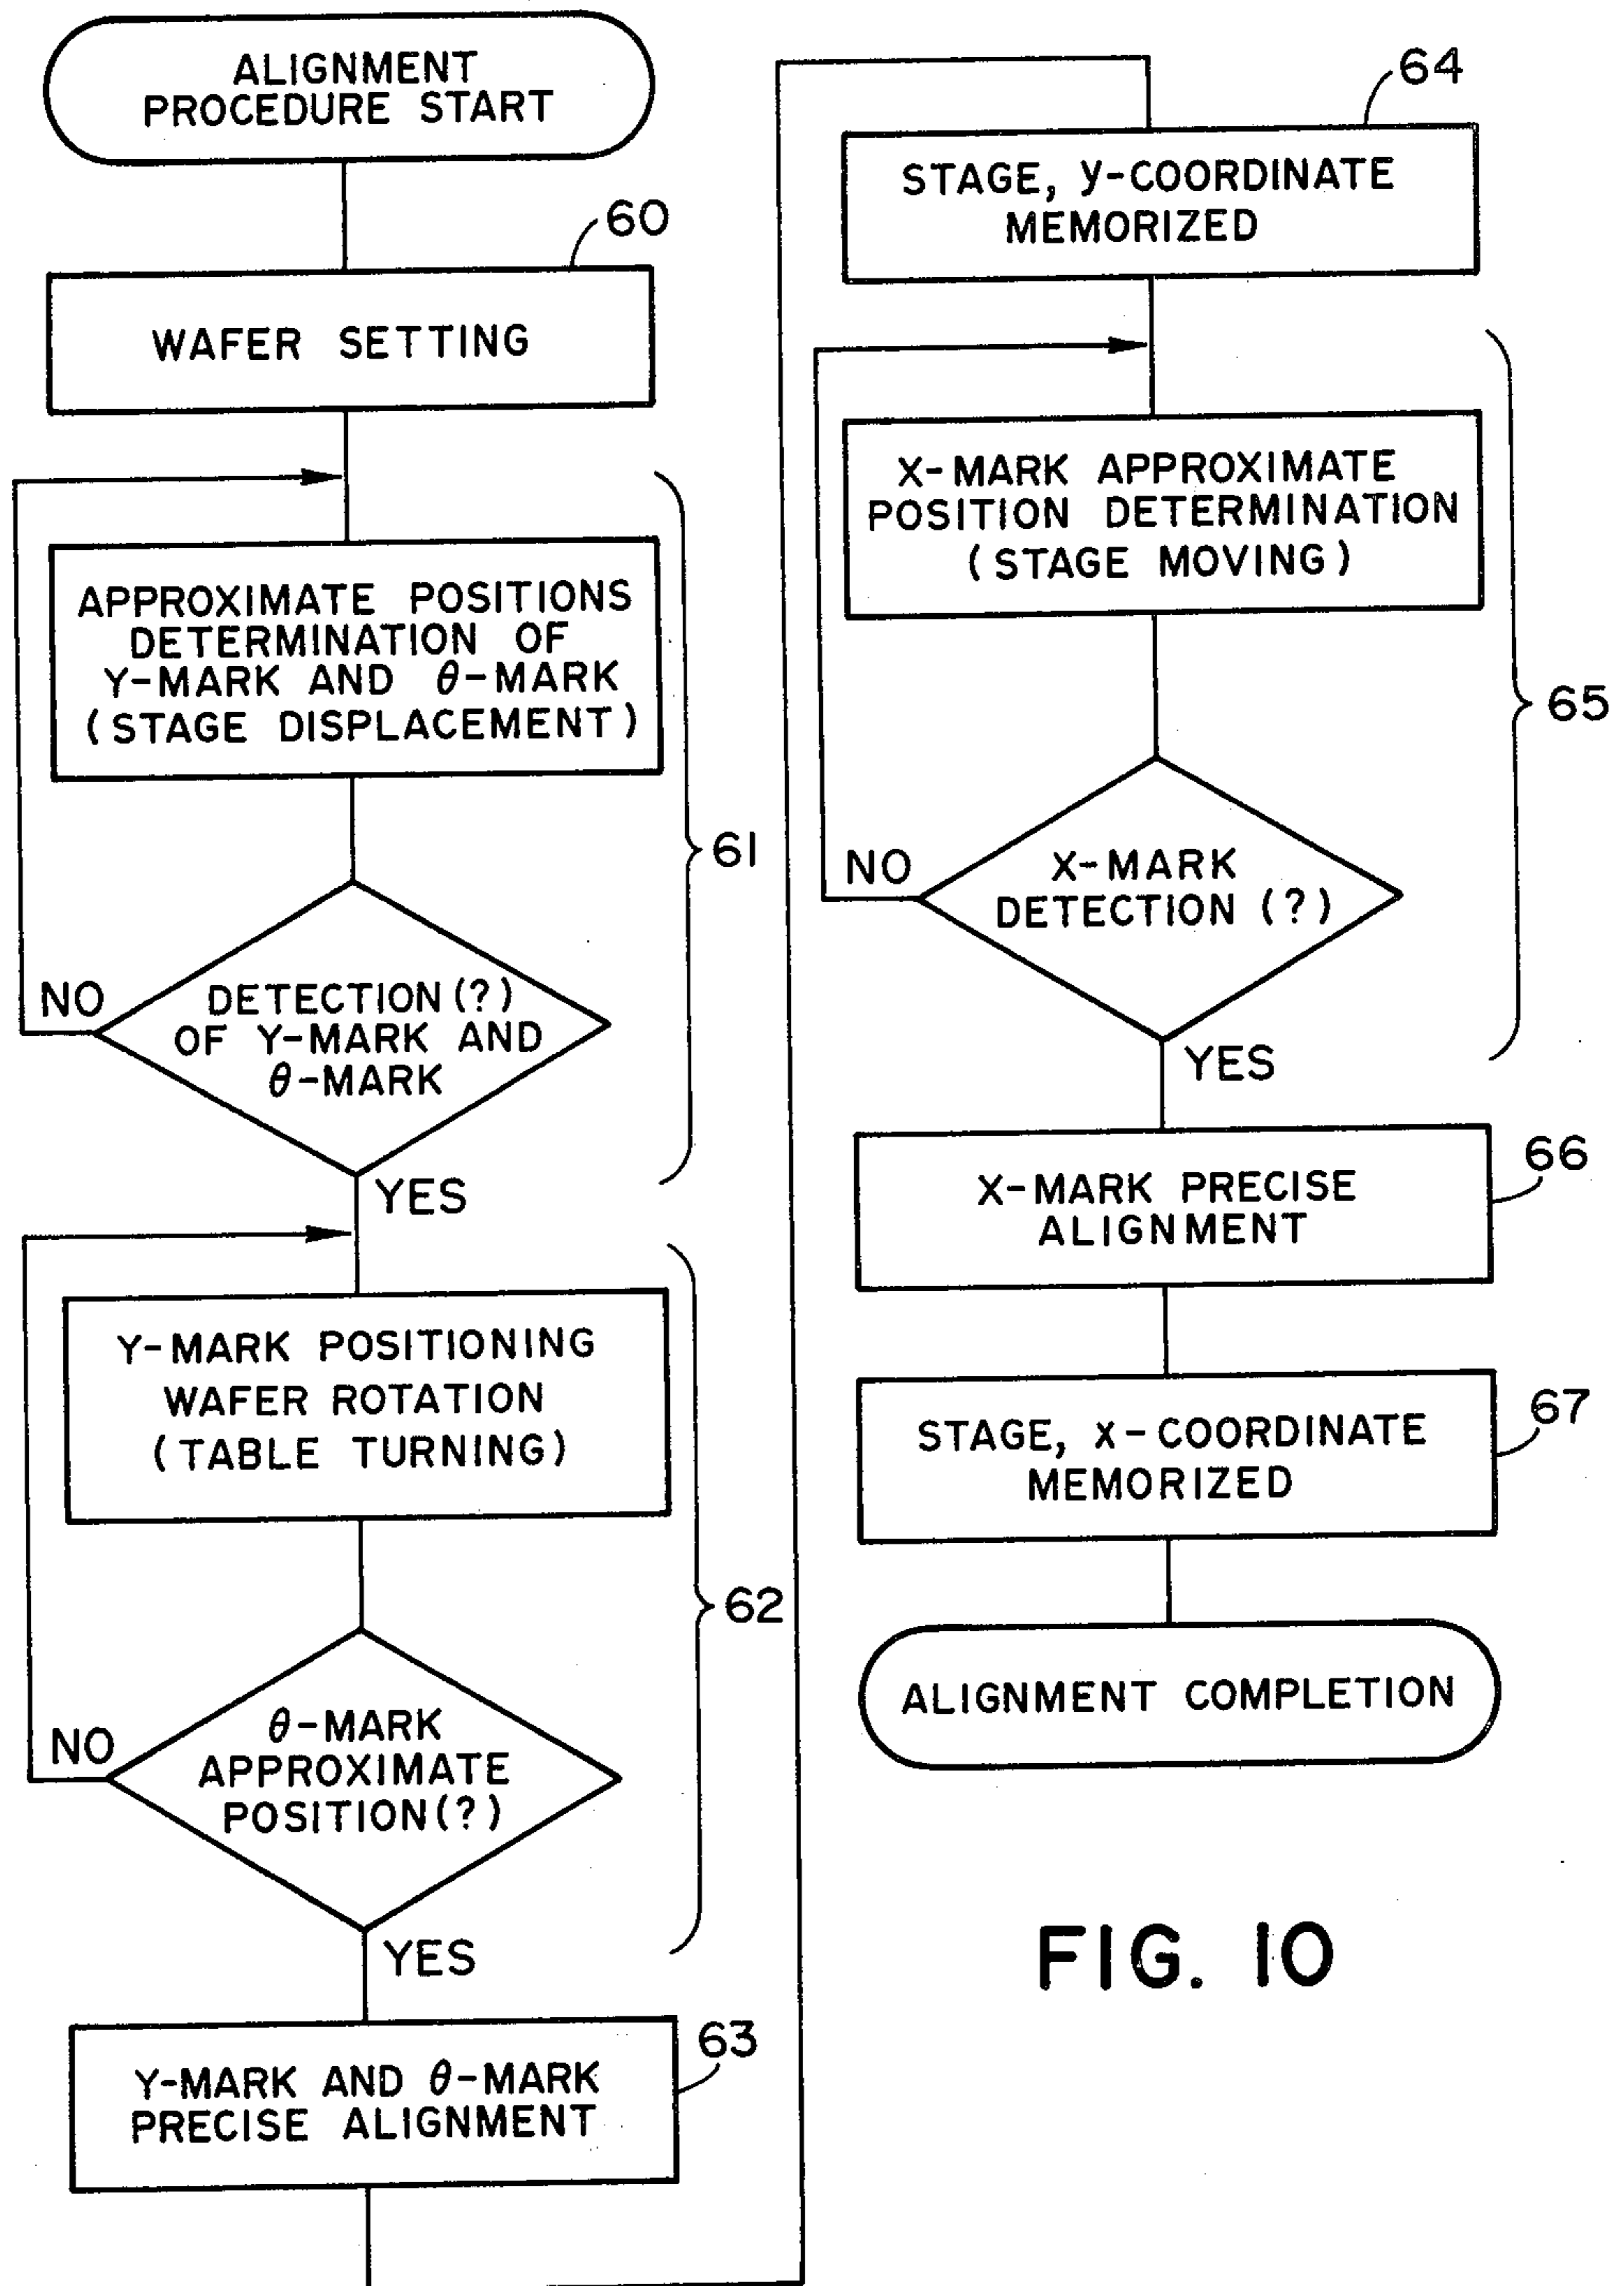 ALIGNMENT
PROCEDURE START
60
WAFER SETTING
APPROXIMATE POSITIONS
DETERMINATION OF
Y-MARK AND θ-MARK
(STAGE DISPLACEMENT)
61
NO
DETECTION(?)
OF Y-MARK AND
θ-MARK
YES
Y-MARK POSITIONING
WAFER ROTATION
(TABLE TURNING)
62
NO
θ-MARK
APPROXIMATE
POSITION(?)
YES
63
Y-MARK AND θ-MARK
PRECISE ALIGNMENT
64
STAGE, y-COORDINATE
MEMORIZED
X-MARK APPROXIMATE
POSITION DETERMINATION
(STAGE MOVING)
65
NO
X-MARK
DETECTION (?)
YES
66
X-MARK PRECISE
ALIGNMENT
67
STAGE, x-COORDINATE
MEMORIZED
ALIGNMENT COMPLETION
FIG. 10